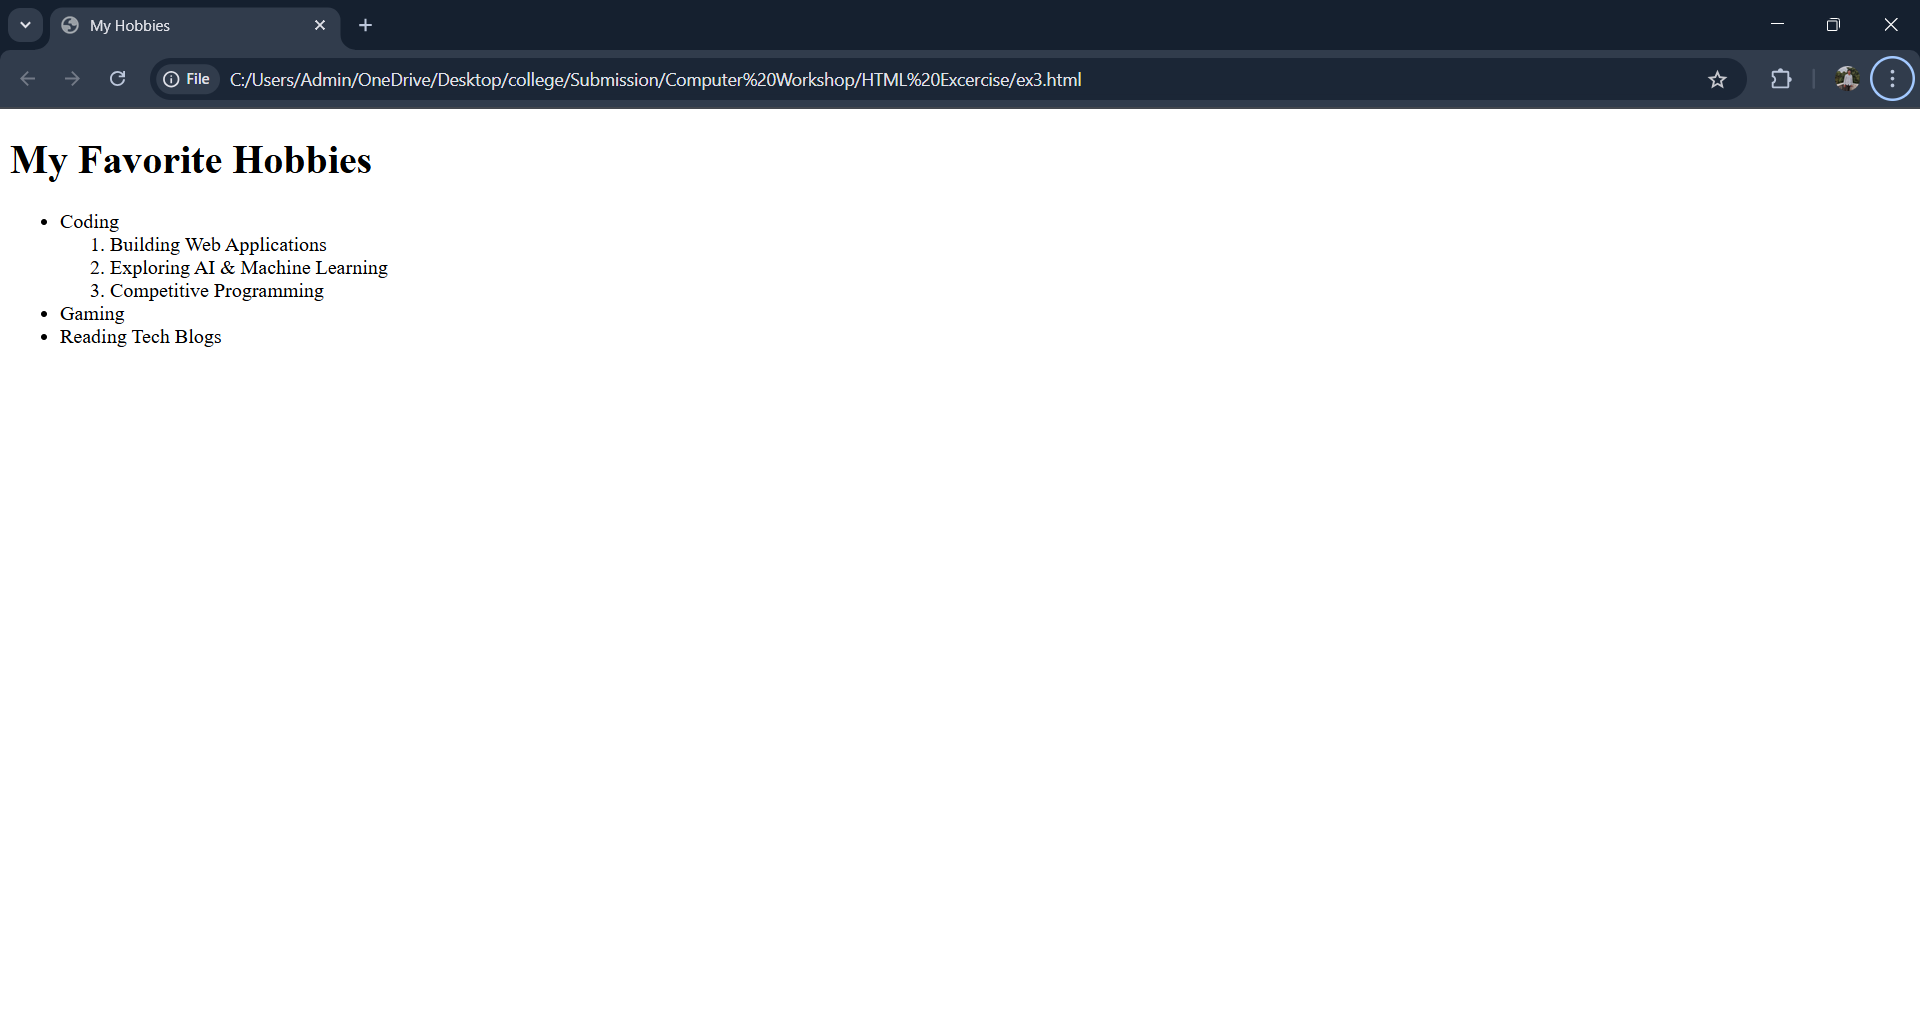 My Hobbies
File
C:/Users/Admin/OneDrive/Desktop/college/Submission/Computer%20Workshop/HTML%20Excercise/ex3.html
My Favorite Hobbies
• Coding
1. Building Web Applications
2. Exploring AI & Machine Learning
3. Competitive Programming
• Gaming
• Reading Tech Blogs